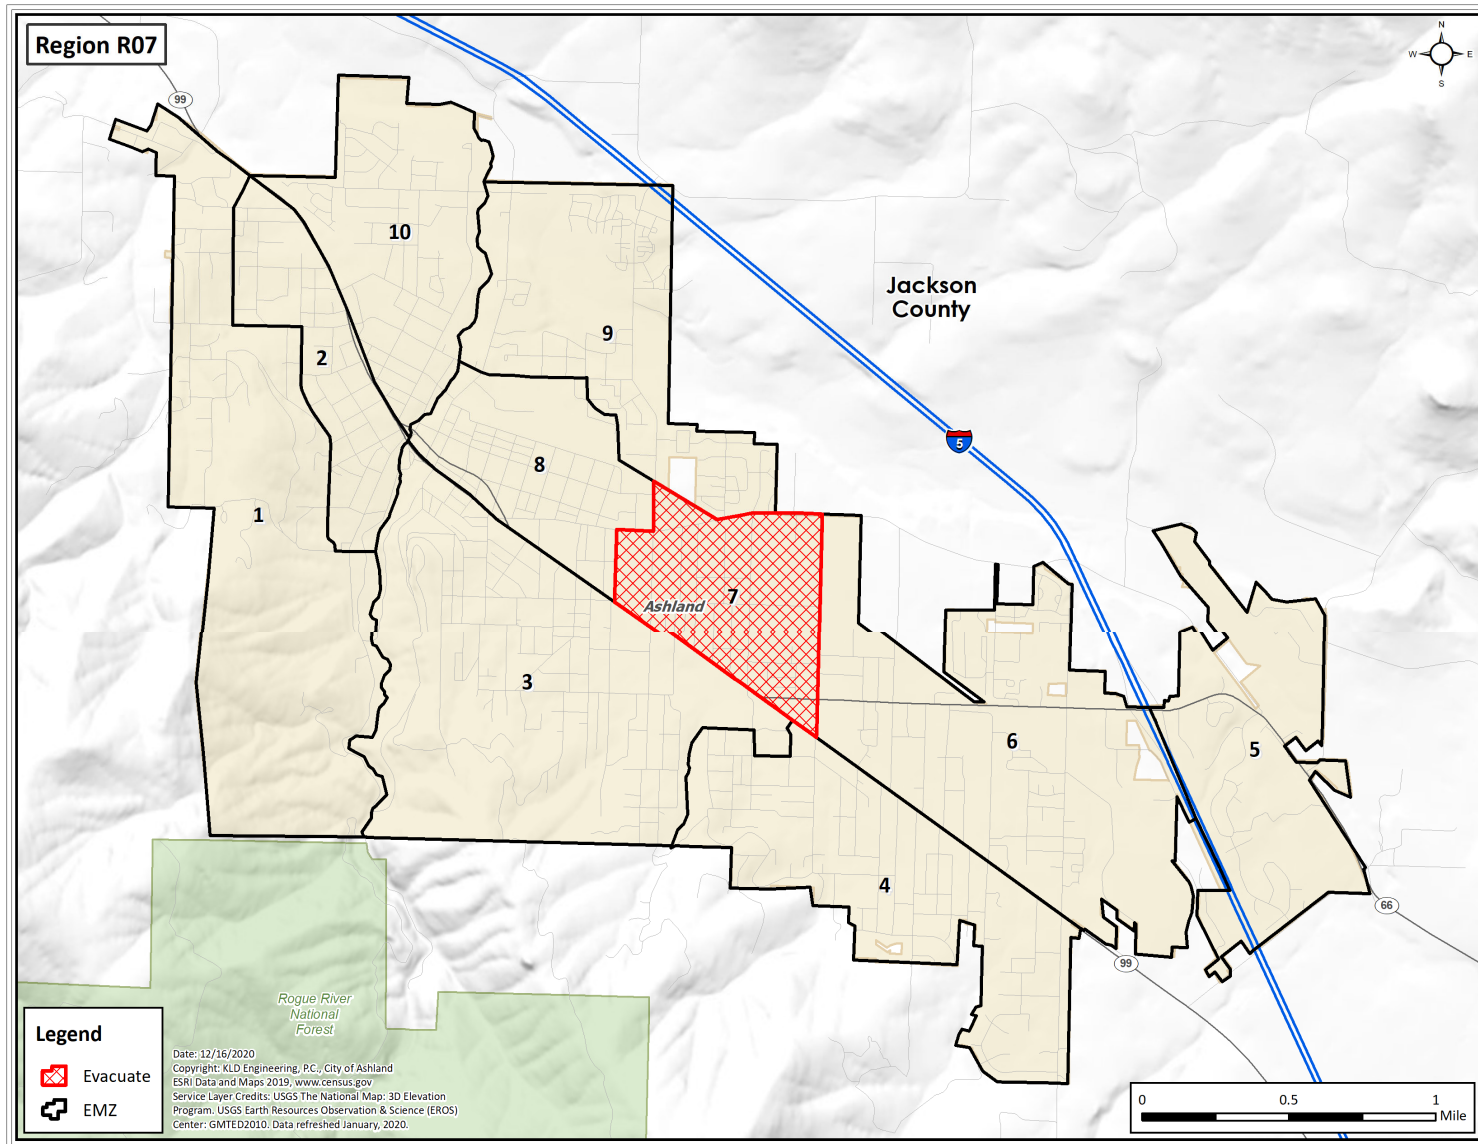 Region R07
N
W
E
S
99
10
Jackson
County
9
2
5
8
1
7
Ashland
3
6
5
4
66
99
Rogue River
National
Forest
Legend
Evacuate
EMZ
Date: 12/16/2020
Copyright: KLD Engineering, P.C., City of Ashland
ESRI Data and Maps 2019, www.census.gov
Service Layer Credits: USGS The National Map: 3D Elevation
Program. USGS Earth Resources Observation & Science (EROS)
Center: GMTED2010. Data refreshed January, 2020.
0 0.5 1
Mile